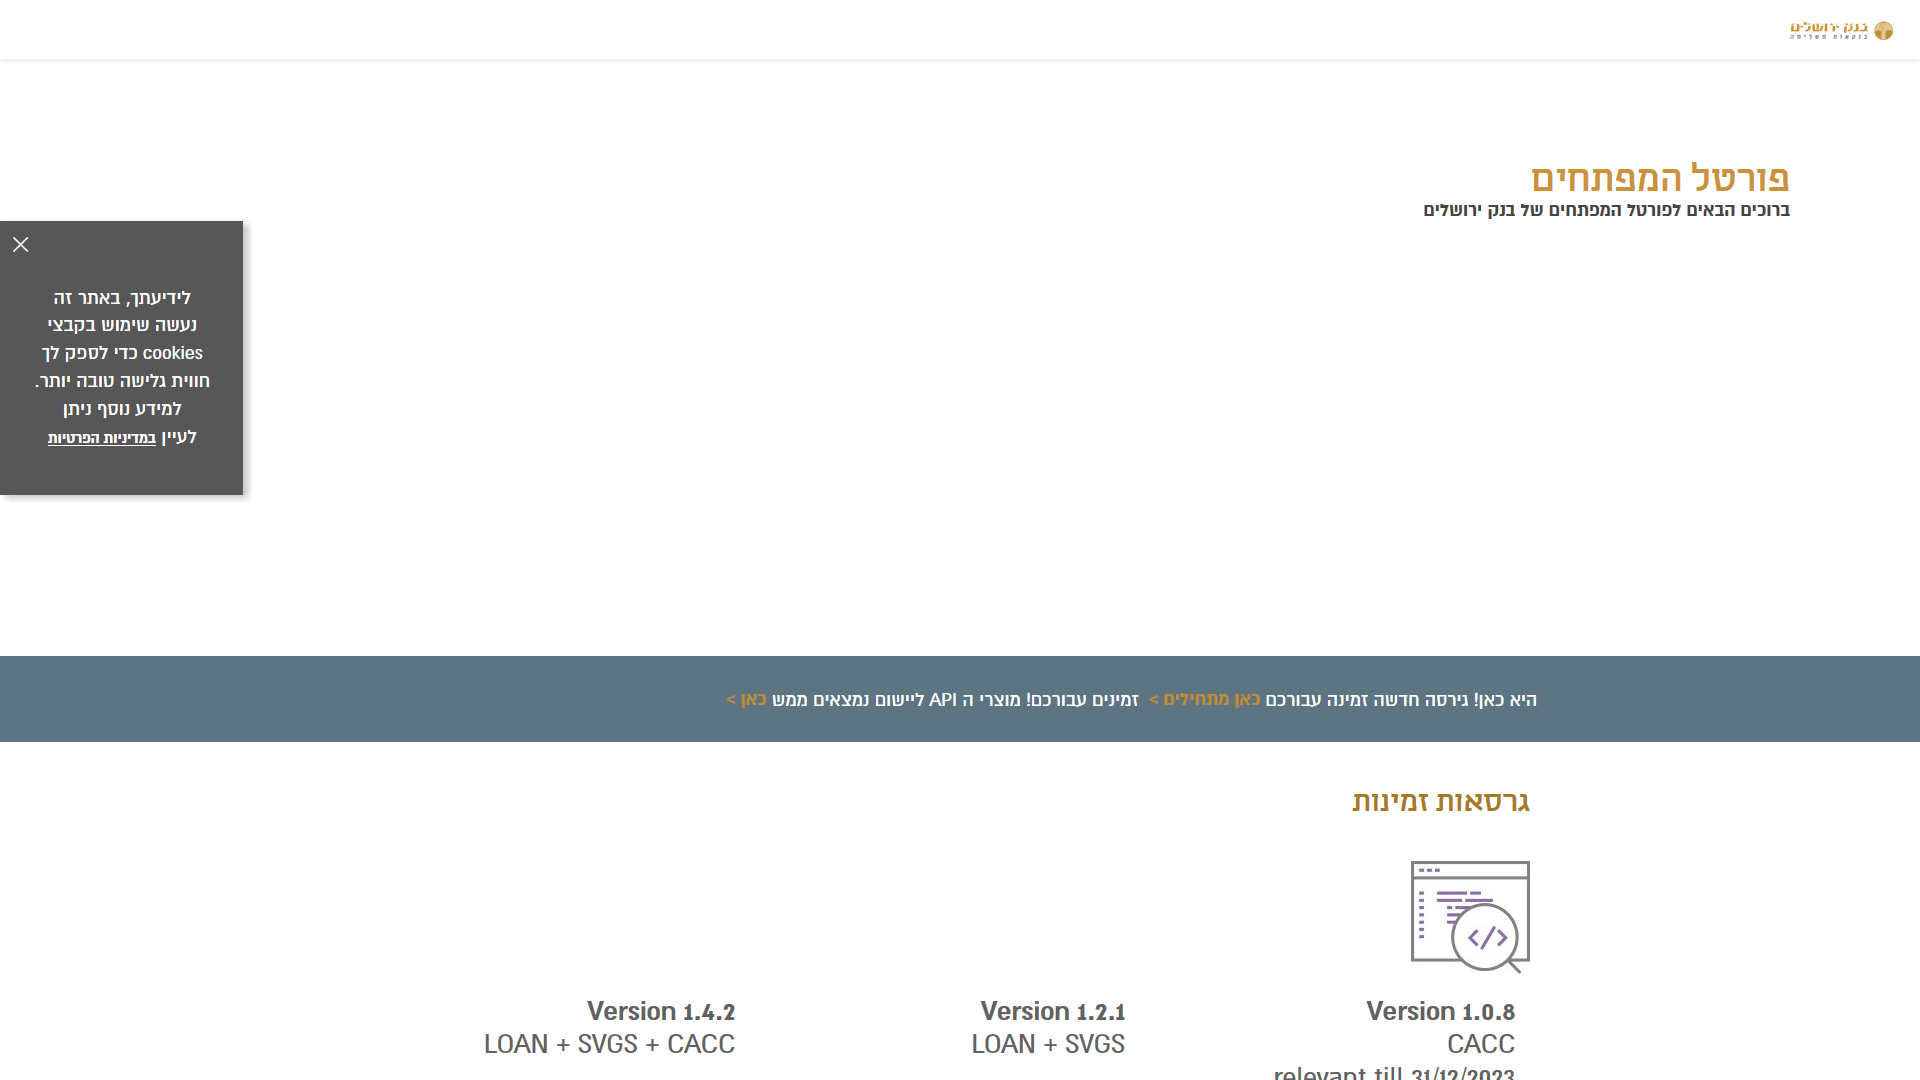 בנק ירושלים
בנקאות משלימה
פורטל המפתחים
ברוכים הבאים לפורטל המפתחים של בנק ירושלים
לידיעתך, באתר זה
נעשה שימוש בקבצי
cookies כדי לספק לך
חווית גלישה טובה יותר.
למידע נוסף ניתן
לעיין במדיניות הפרטיות
היא כאן! גירסה חדשה זמינה עבורכם כאן מתחילים > זמינים עבורכם! מוצרי ה API ליישום נמצאים ממש כאן >
גרסאות זמינות
Version 1.0.8
CACC
relevant till 31/12/2023
Version 1.2.1
LOAN + SVGS
Version 1.4.2
LOAN + SVGS + CACC